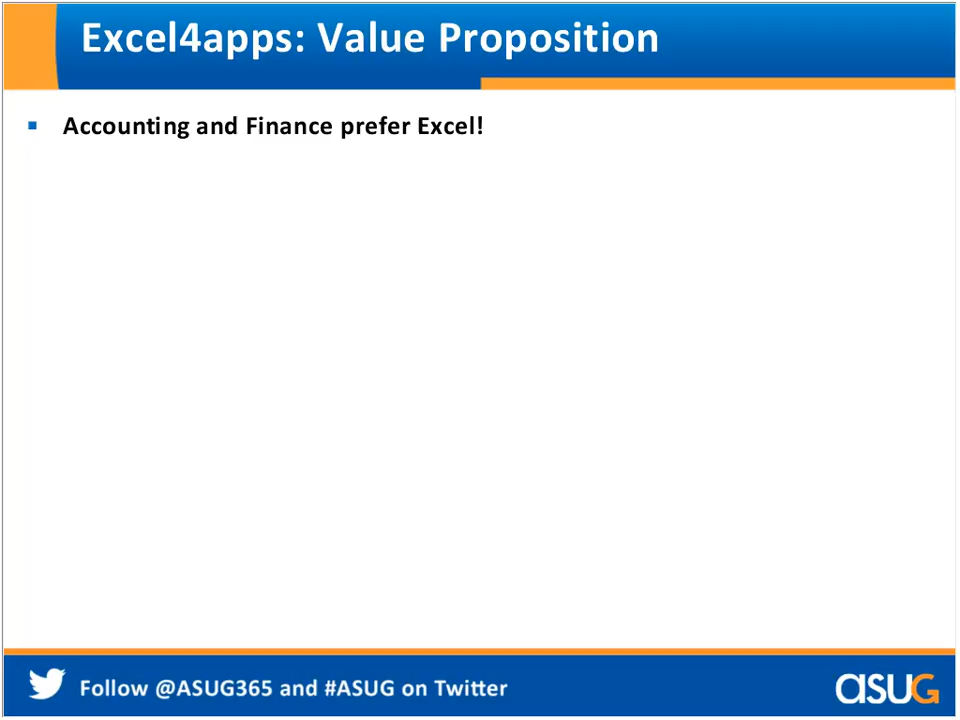 Excel4apps: Value Proposition
Accounting and Finance prefer Excel!
Follow @ASUG365 and #ASUG on Twitter
asuG